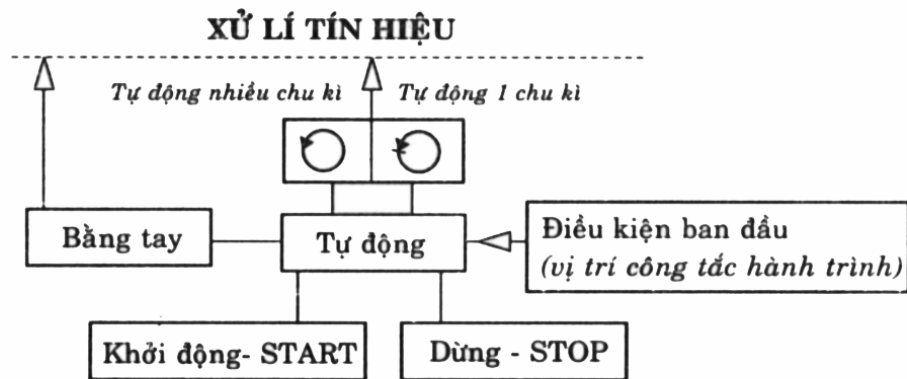 XỬ LÍ TÍN HIỆU
Tự động nhiều chu kì
Tự động 1 chu kì
Bằng tay
Tự động
Điều kiện ban đầu
(vị trí công tắc hành trình)
Khởi động- START
Dừng - STOP